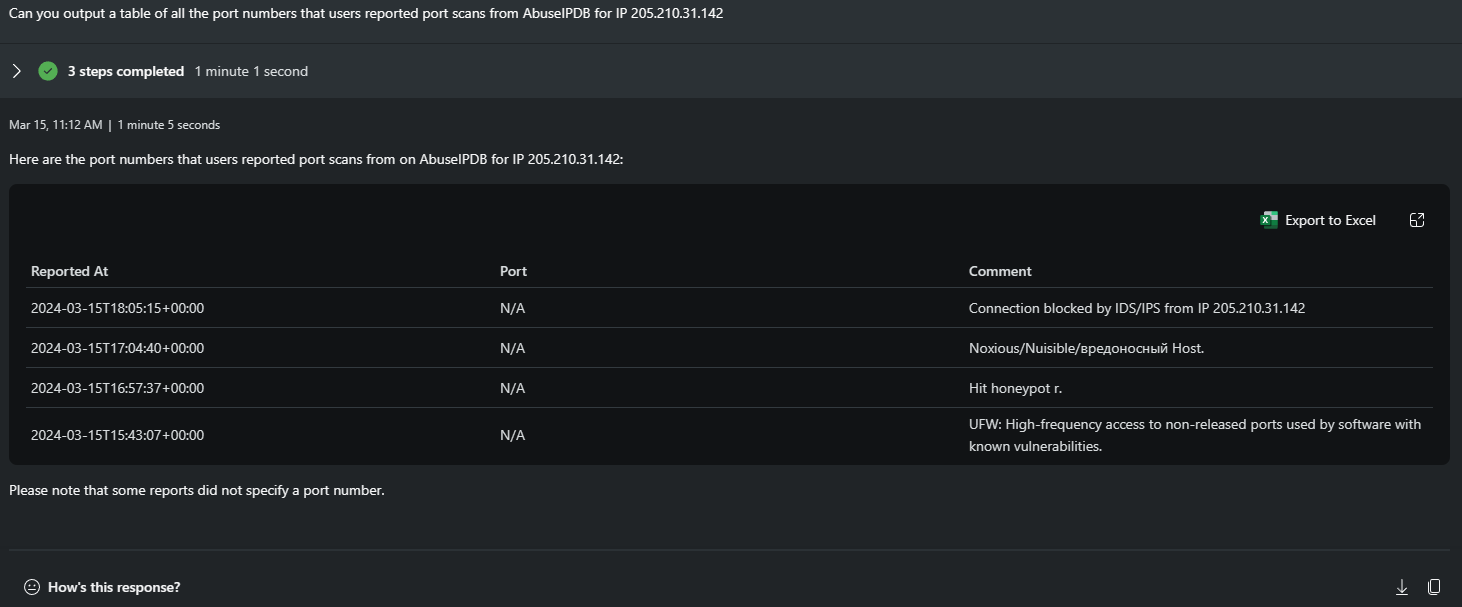 Can you output a table of all the port numbers that users reported port scans from AbuseIPDB for IP 205.210.31.142
3 steps completed 1 minute 1 second
Mar 15, 11:12 AM | 1 minute 5 seconds
Here are the port numbers that users reported port scans from on AbuseIPDB for IP 205.210.31.142:
Export to Excel
Reported At Port Comment
2024-03-15T18:05:15+00:00 N/A Connection blocked by IDS/IPS from IP 205.210.31.142
2024-03-15T17:04:40+00:00 N/A Noxious/Nuisible/вредоносный Host.
2024-03-15T16:57:37+00:00 N/A Hit honeypot r.
2024-03-15T15:43:07+00:00 N/A UFW: High-frequency access to non-released ports used by software with
known vulnerabilities.
Please note that some reports did not specify a port number.
How's this response?